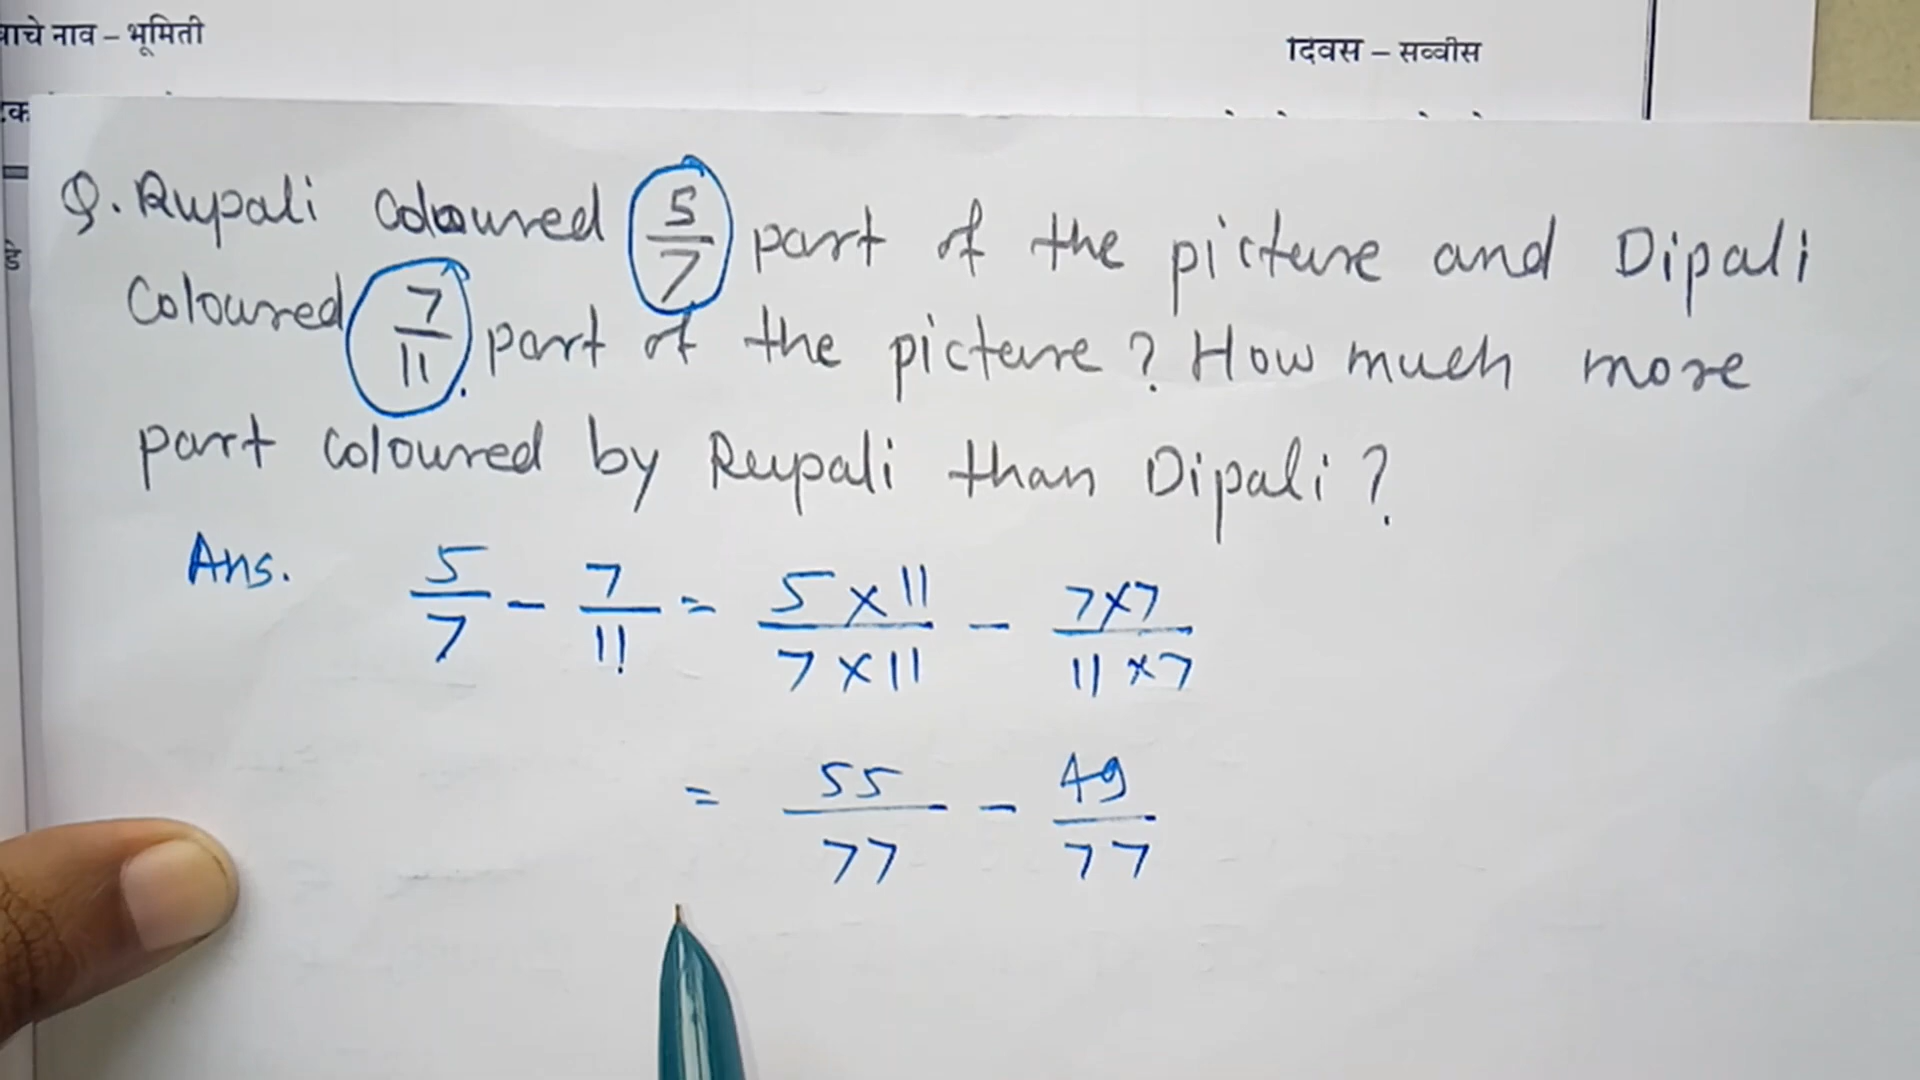 नाव – भूमिती
दिवस – सव्वीस
Q. Rupali coloured 5/7 part of the picture and Dipali
Coloured 7/11 part of the picture? How much more
part coloured by Rupali than Dipali?
Ans. 5/7 - 7/11 = 5×11/7×11 - 7×7/11×7
= 55/77 - 49/77